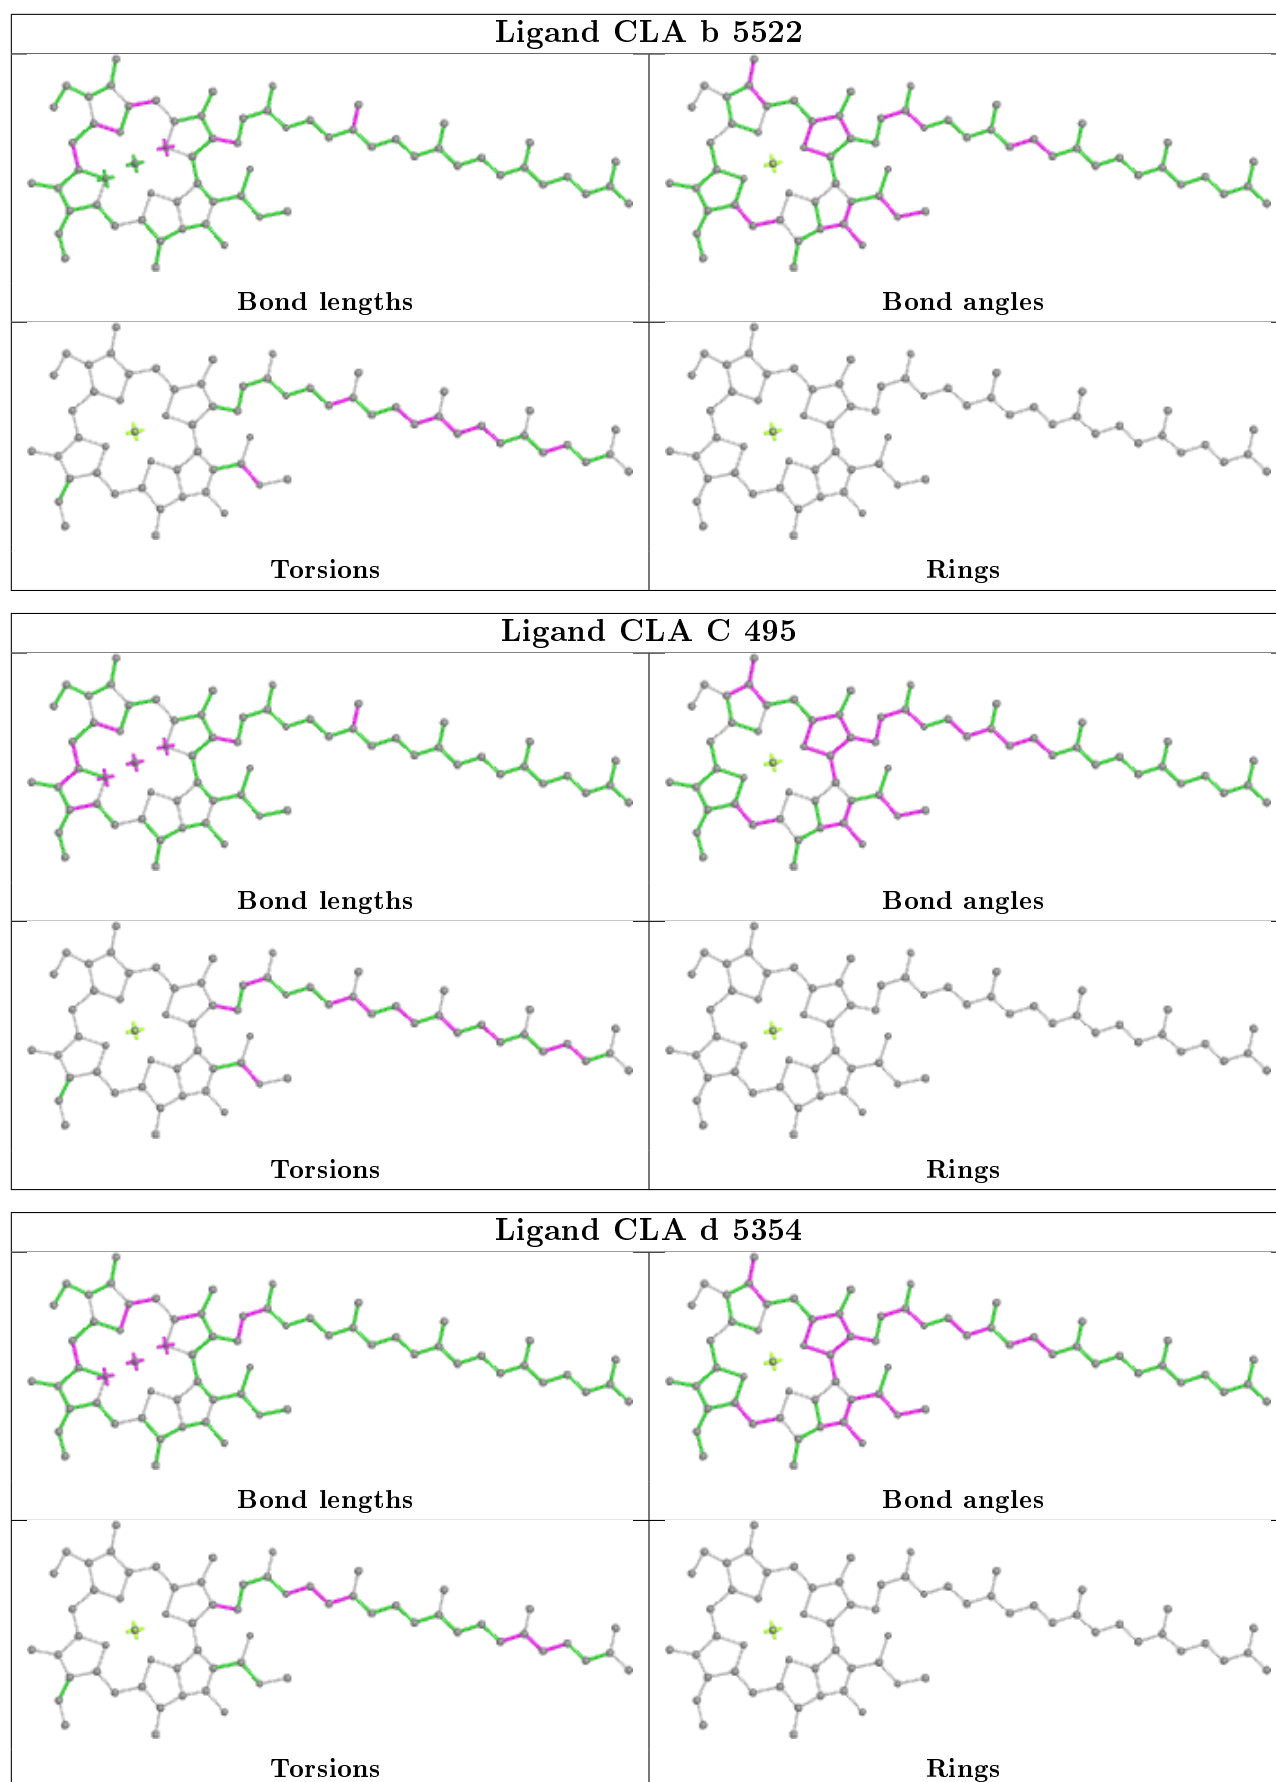 Ligand CLA b 5522
Bond lengths
Bond angles
Torsions
Rings
Ligand CLA C 495
Bond lengths
Bond angles
Torsions
Rings
Ligand CLA d 5354
Bond lengths
Bond angles
Torsions
Rings